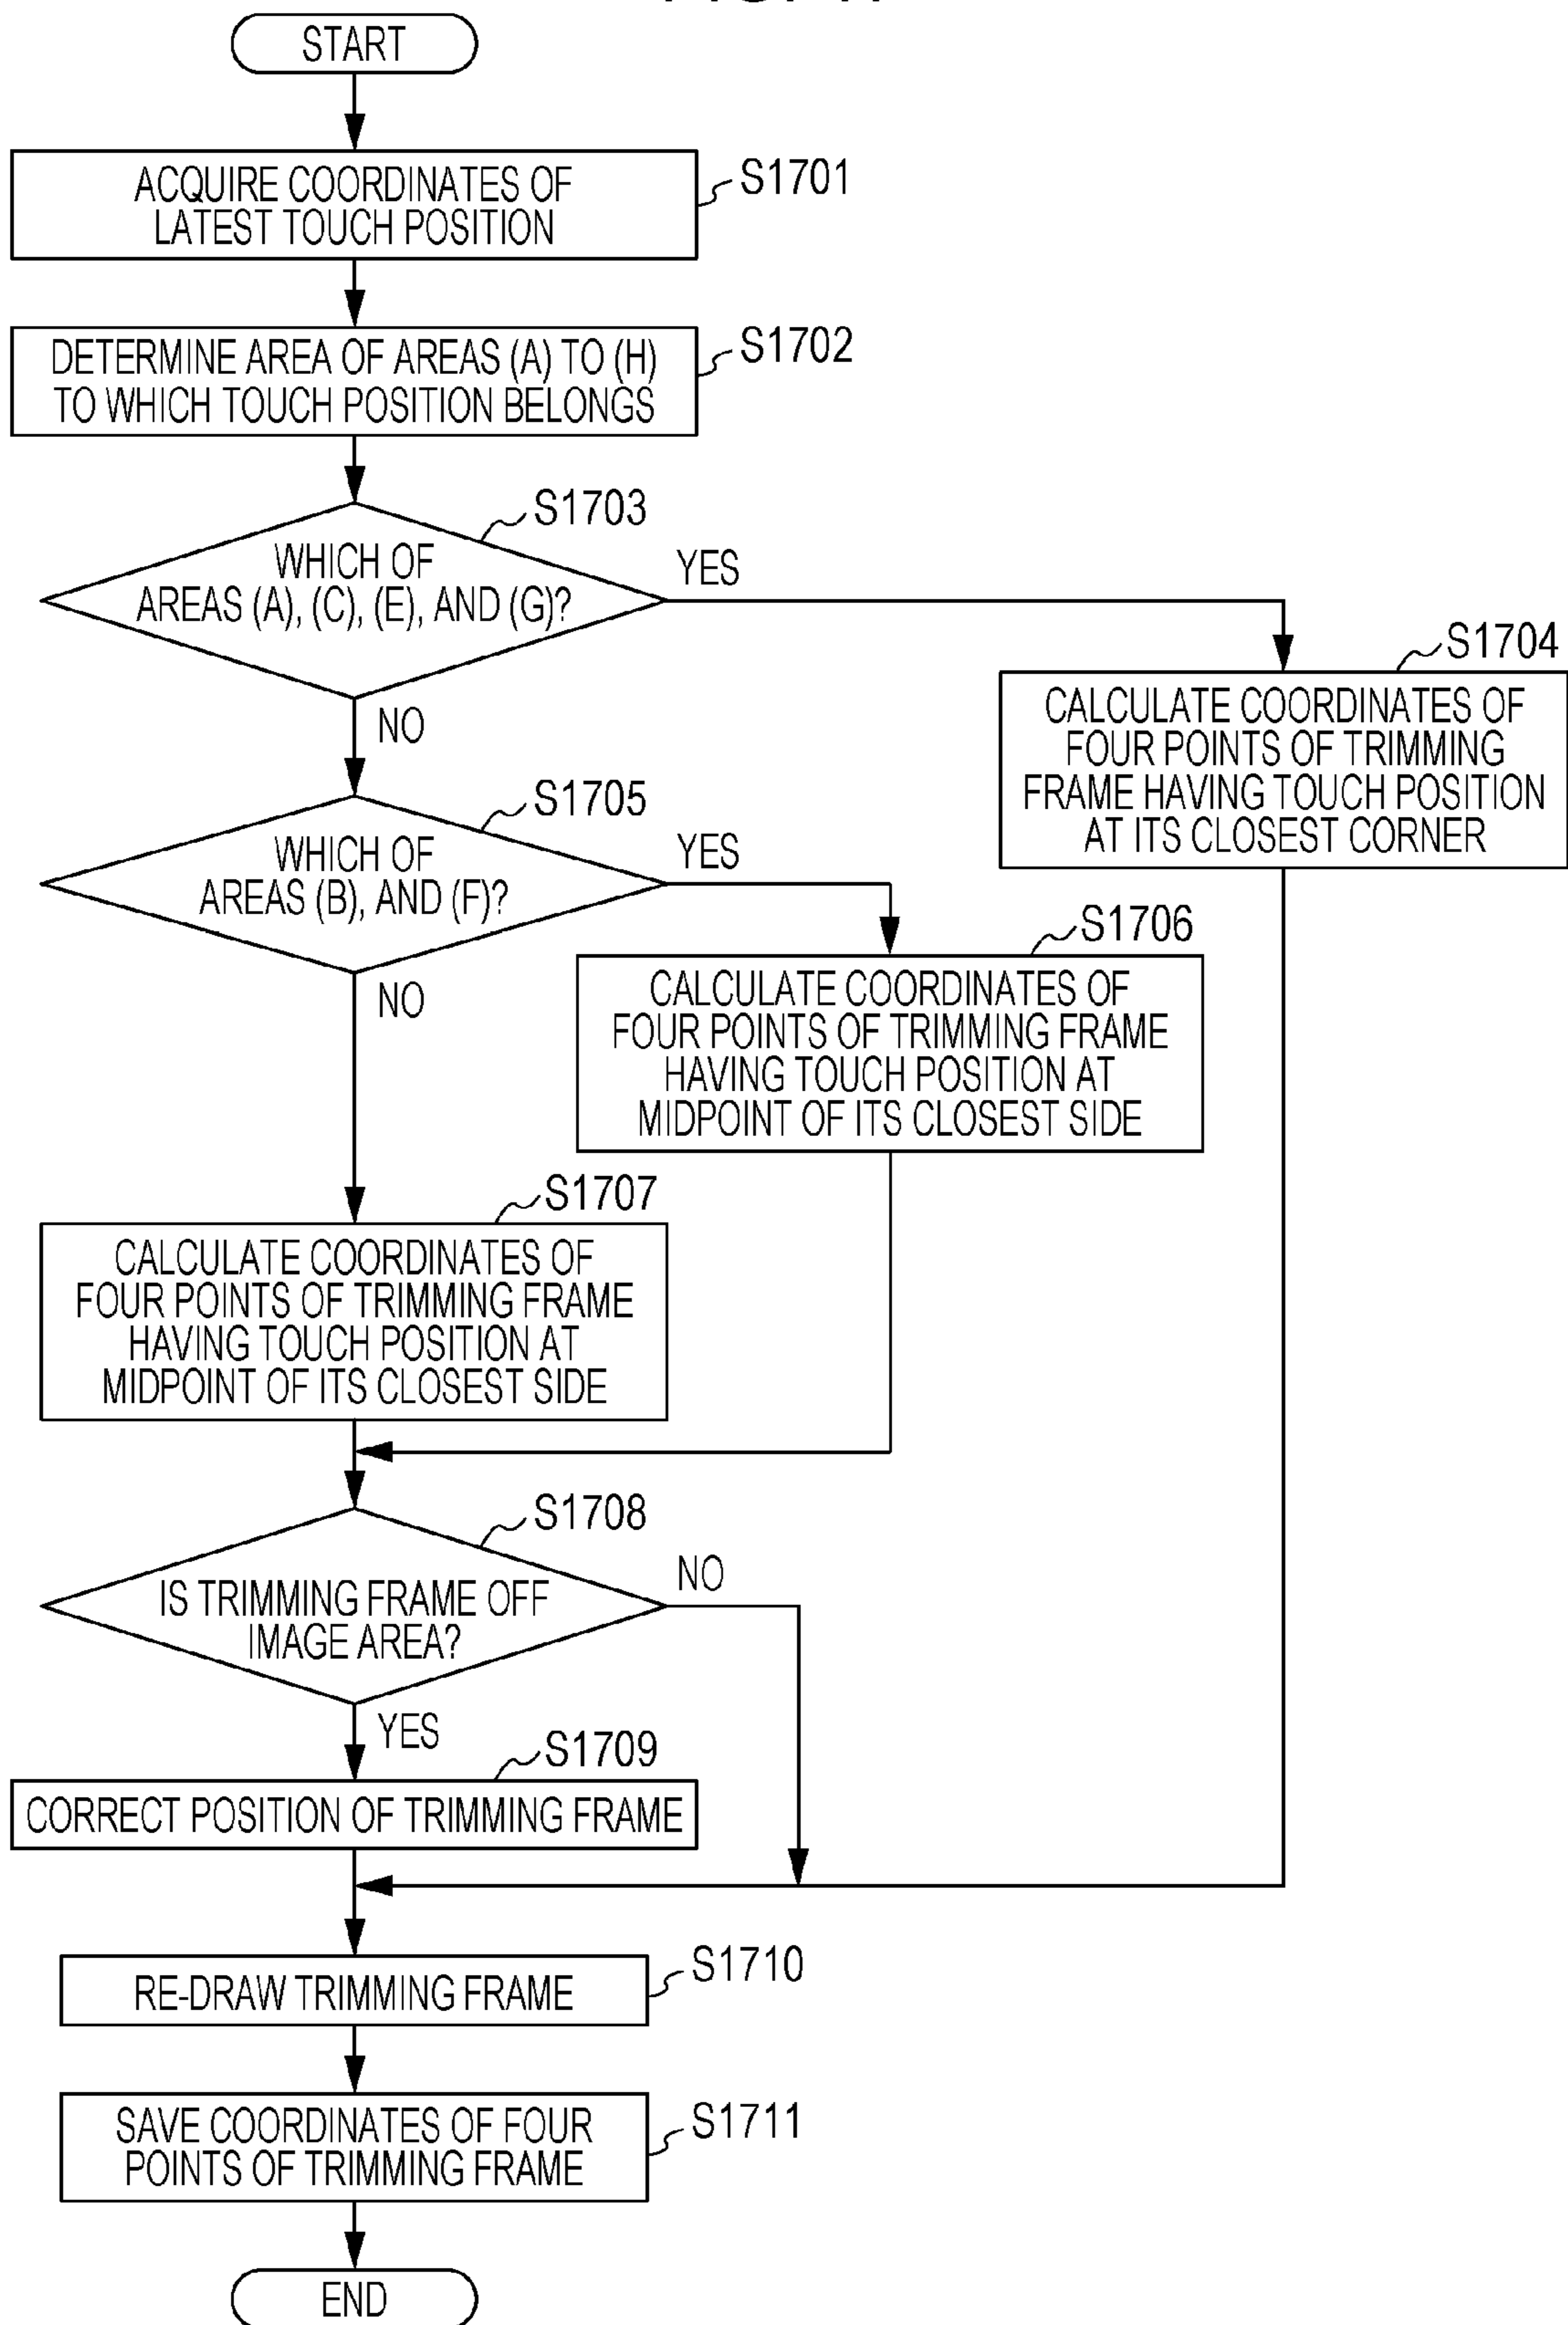 START
ACQUIRE COORDINATES OF
LATEST TOUCH POSITION
S1701
DETERMINE AREA OF AREAS (A) TO (H)
TO WHICH TOUCH POSITION BELONGS
S1702
S1703
WHICH OF
AREAS (A), (C), (E), AND (G)?
YES
NO
S1704
CALCULATE COORDINATES OF
FOUR POINTS OF TRIMMING
FRAME HAVING TOUCH POSITION
AT ITS CLOSEST CORNER
S1705
WHICH OF
AREAS (B), AND (F)?
YES
NO
S1706
CALCULATE COORDINATES OF
FOUR POINTS OF TRIMMING FRAME
HAVING TOUCH POSITION AT
MIDPOINT OF ITS CLOSEST SIDE
S1707
CALCULATE COORDINATES OF
FOUR POINTS OF TRIMMING FRAME
HAVING TOUCH POSITION AT
MIDPOINT OF ITS CLOSEST SIDE
S1708
IS TRIMMING FRAME OFF
IMAGE AREA?
NO
YES
S1709
CORRECT POSITION OF TRIMMING FRAME
RE-DRAW TRIMMING FRAME
S1710
SAVE COORDINATES OF FOUR
POINTS OF TRIMMING FRAME
S1711
END